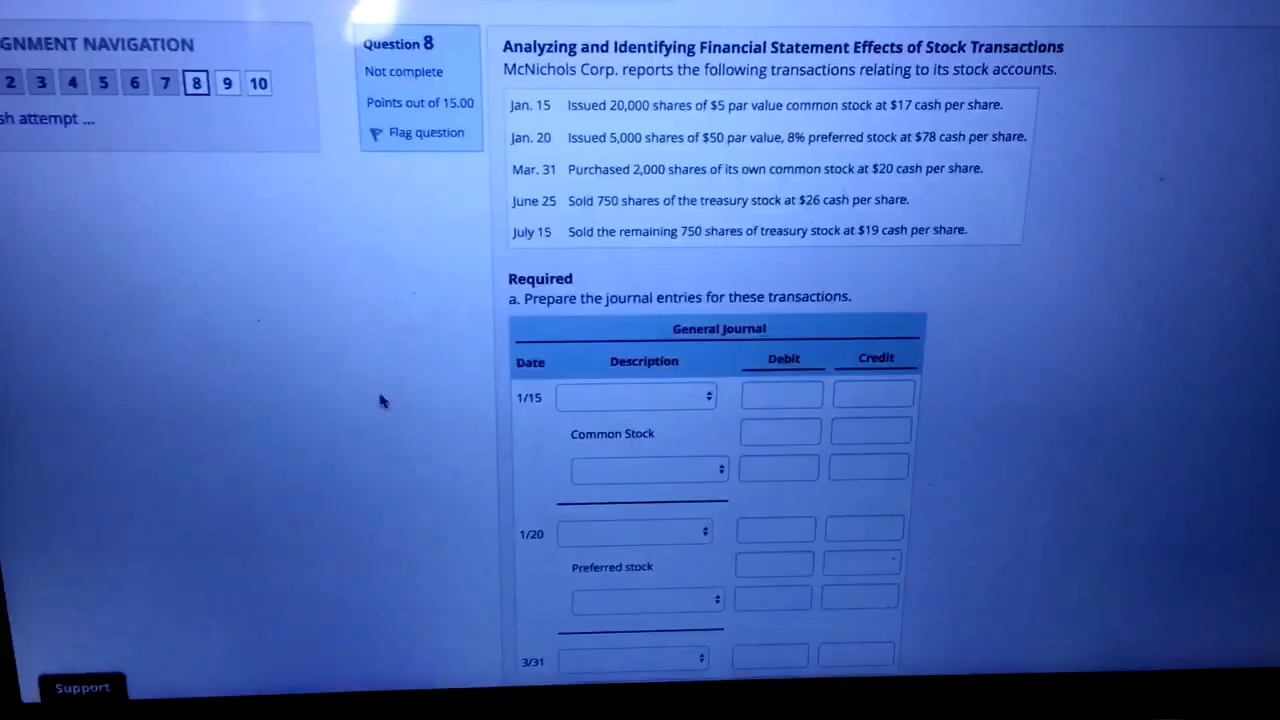 GNMENT NAVIGATION
2 3 4 5 6 7 8 9 10
sh attempt ...
Question 8
Not complete
Points out of 15.00
Flag question
Analyzing and Identifying Financial Statement Effects of Stock Transactions
McNichols Corp. reports the following transactions relating to its stock accounts.
Jan. 15 Issued 20,000 shares of $5 par value common stock at $17 cash per share.
Jan. 20 Issued 5,000 shares of $50 par value, 8% preferred stock at $78 cash per share.
Mar. 31 Purchased 2,000 shares of its own common stock at $20 cash per share.
June 25 Sold 750 shares of the treasury stock at $26 cash per share.
July 15 Sold the remaining 750 shares of treasury stock at $19 cash per share.
Required
a. Prepare the journal entries for these transactions.
General Journal
Date Description Debit Credit
1/15
Common Stock
1/20
Preferred stock
3/31
Support